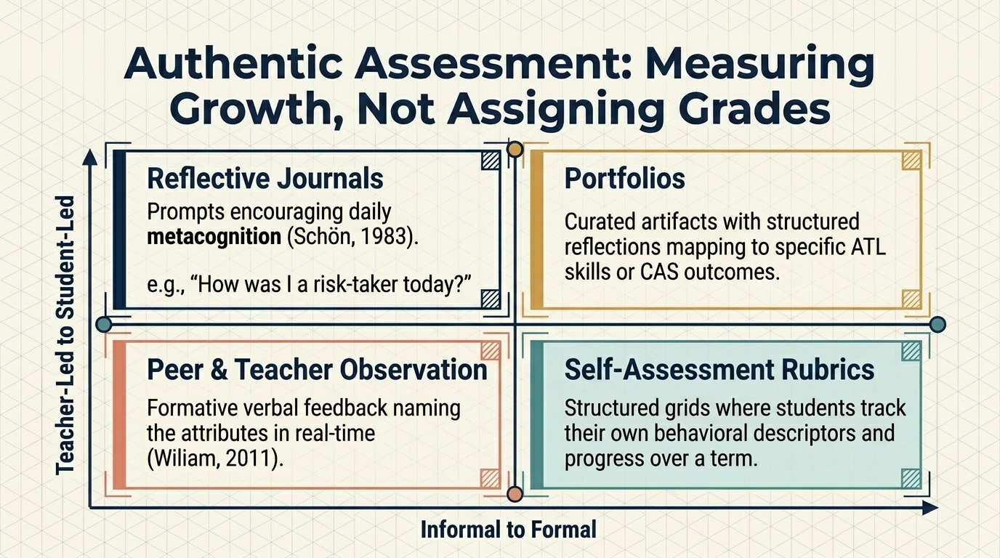 Authentic Assessment: Measuring
Growth, Not Assigning Grades
Teacher-Led to Student-Led
Reflective Journals
Prompts encouraging daily
metacognition (Schön, 1983).
e.g., “How was I a risk-taker today?”
Portfolios
Curated artifacts with structured
reflections mapping to specific ATL
skills or CAS outcomes.
Peer & Teacher Observation
Formative verbal feedback naming
the attributes in real-time
(Wiliam, 2011).
Self-Assessment Rubrics
Structured grids where students track
their own behavioral descriptors and
progress over a term.
Informal to Formal